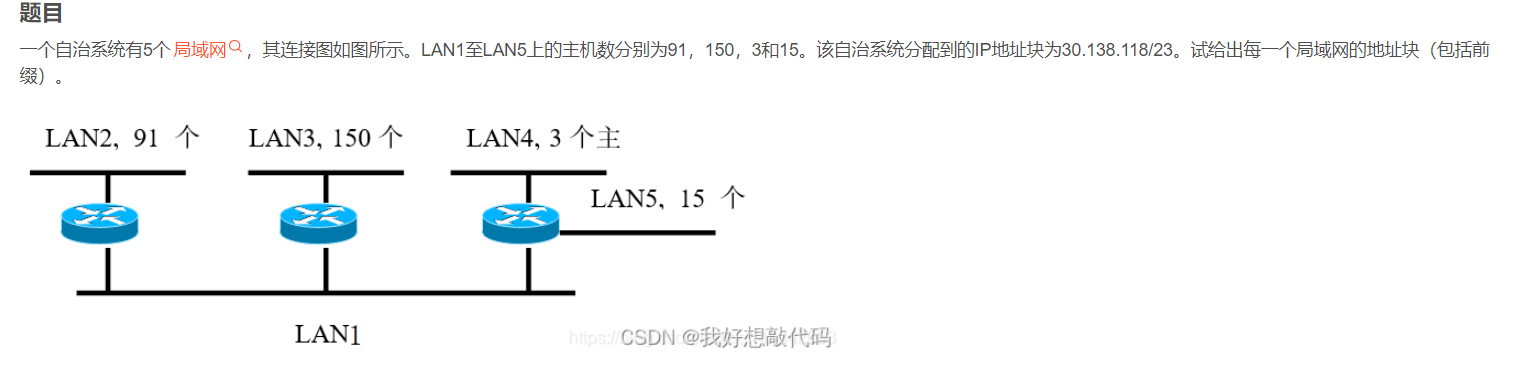 题目
一个自治系统有5个 局域网 ，其连接图如图所示。LAN1至LAN5上的主机数分别为91，150，3和15。该自治系统分配到的IP地址块为30.138.118/23。试给出每一个局域网的地址块（包括前
缀）。
LAN2, 91 个
LAN3, 150 个
LAN4, 3 个主
LAN5, 15 个
LAN1
CSDN @我好想敲代码